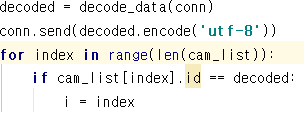 decoded = decode_data(conn)
conn.send(decoded.encode('utf-8'))
for index in range(len(cam_list)):
    if cam_list[index].id == decoded:
        i = index